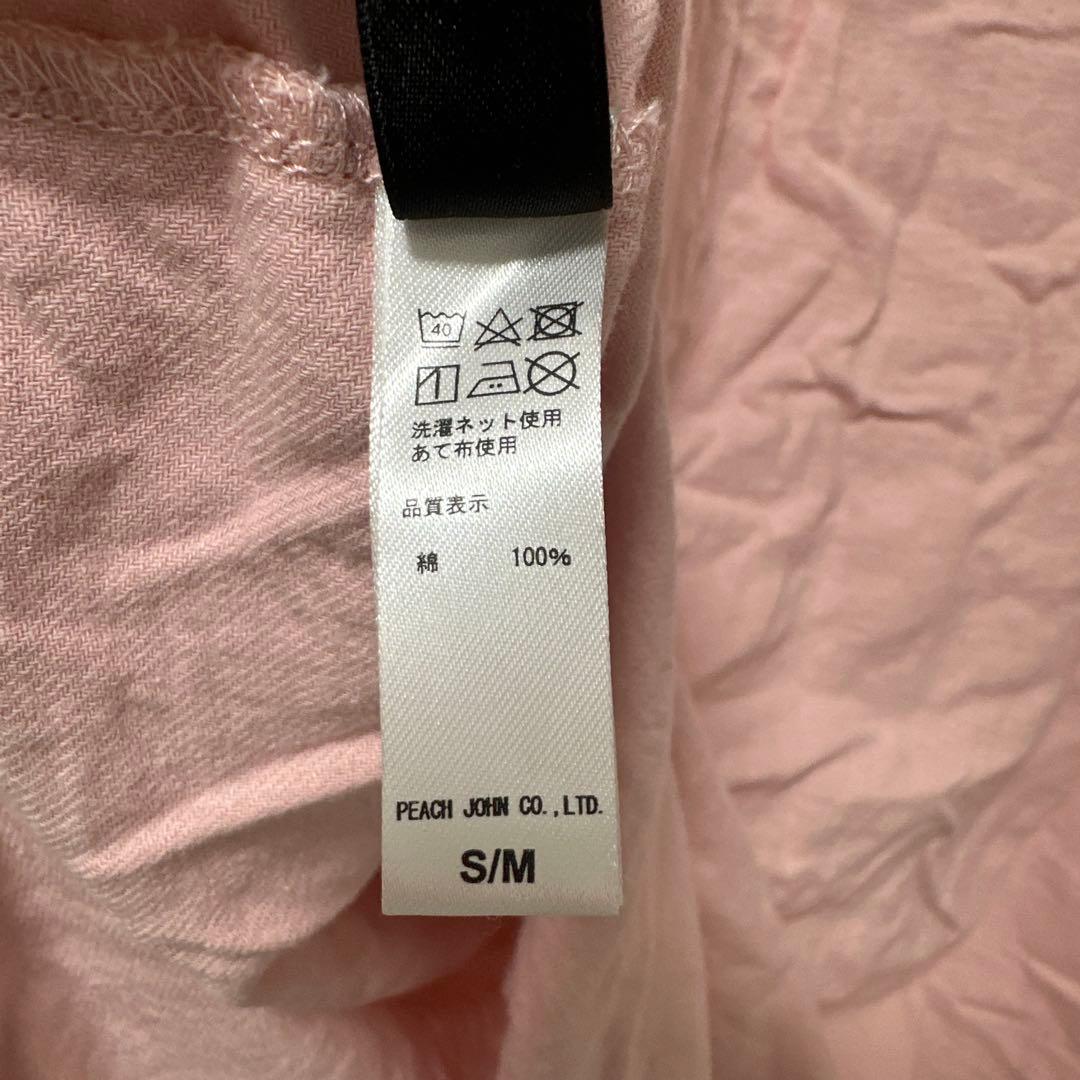 40
洗濯ネット使用
あて布使用
品質表示
綿 100%
PEACH JOHN CO.,LTD.
S/M